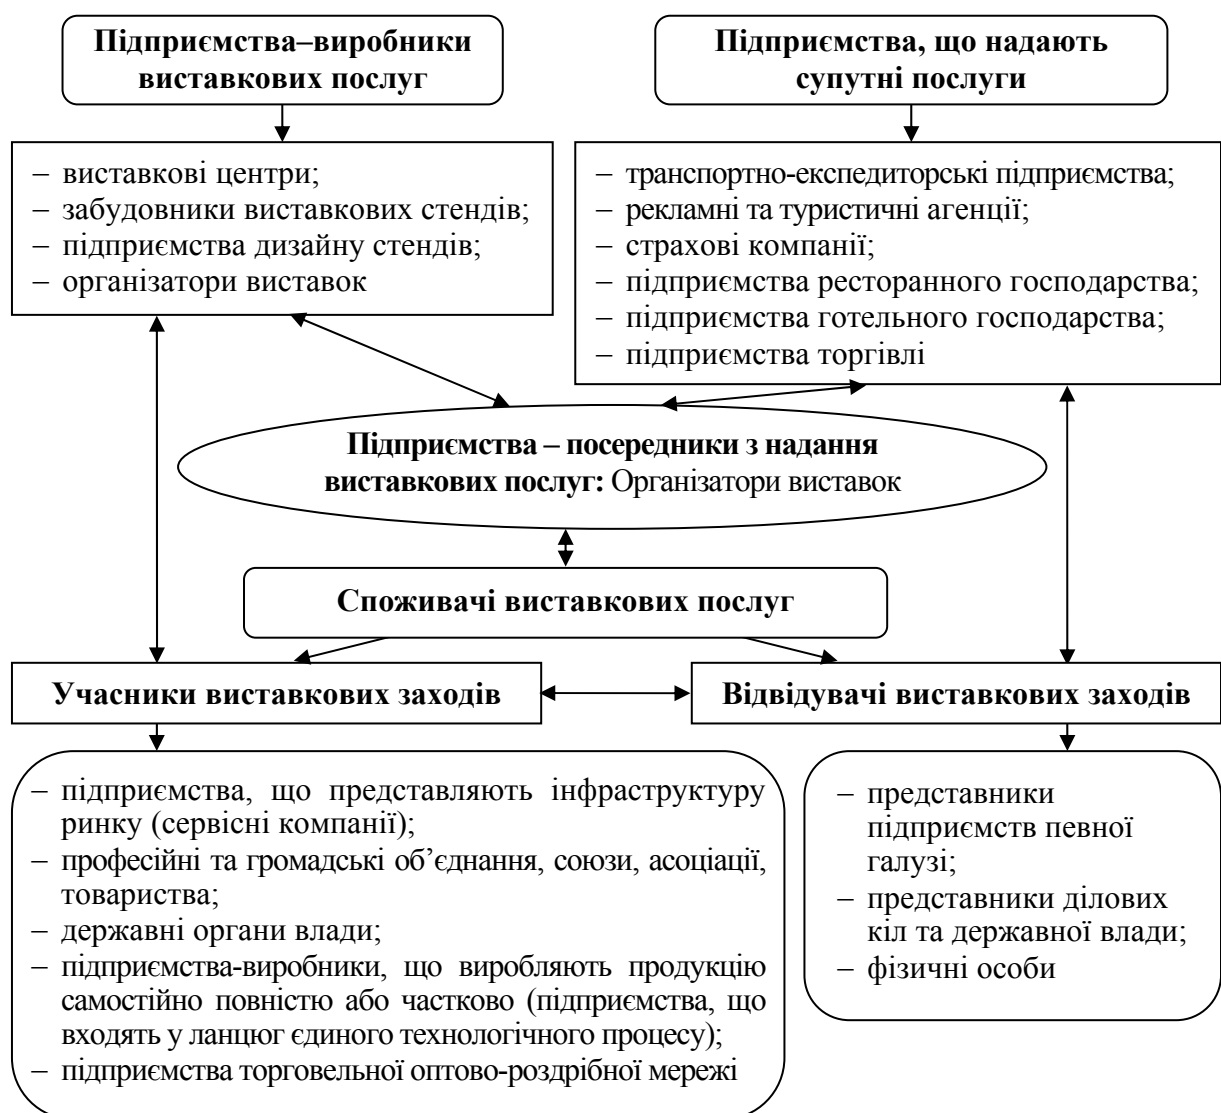 Підприємства–виробники
виставкових послуг
Підприємства, що надають
супутні послуги
– виставкові центри;
– забудовники виставкових стендів;
– підприємства дизайну стендів;
– організатори виставок
– транспортно-експедиторські підприємства;
– рекламні та туристичні агенції;
– страхові компанії;
– підприємства ресторанного господарства;
– підприємства готельного господарства;
– підприємства торгівлі
Підприємства – посередники з надання
виставкових послуг: Організатори виставок
Споживачі виставкових послуг
Учасники виставкових заходів
Відвідувачі виставкових заходів
– підприємства, що представляють інфраструктуру
ринку (сервісні компанії);
– професійні та громадські об’єднання, союзи, асоціації,
товариства;
– державні органи влади;
– підприємства-виробники, що виробляють продукцію
самостійно повністю або частково (підприємства, що
входять у ланцюг єдиного технологічного процесу);
– підприємства торговельної оптово-роздрібної мережі
– представники
підприємств певної
галузі;
– представники ділових
кіл та державної влади;
– фізичні особи